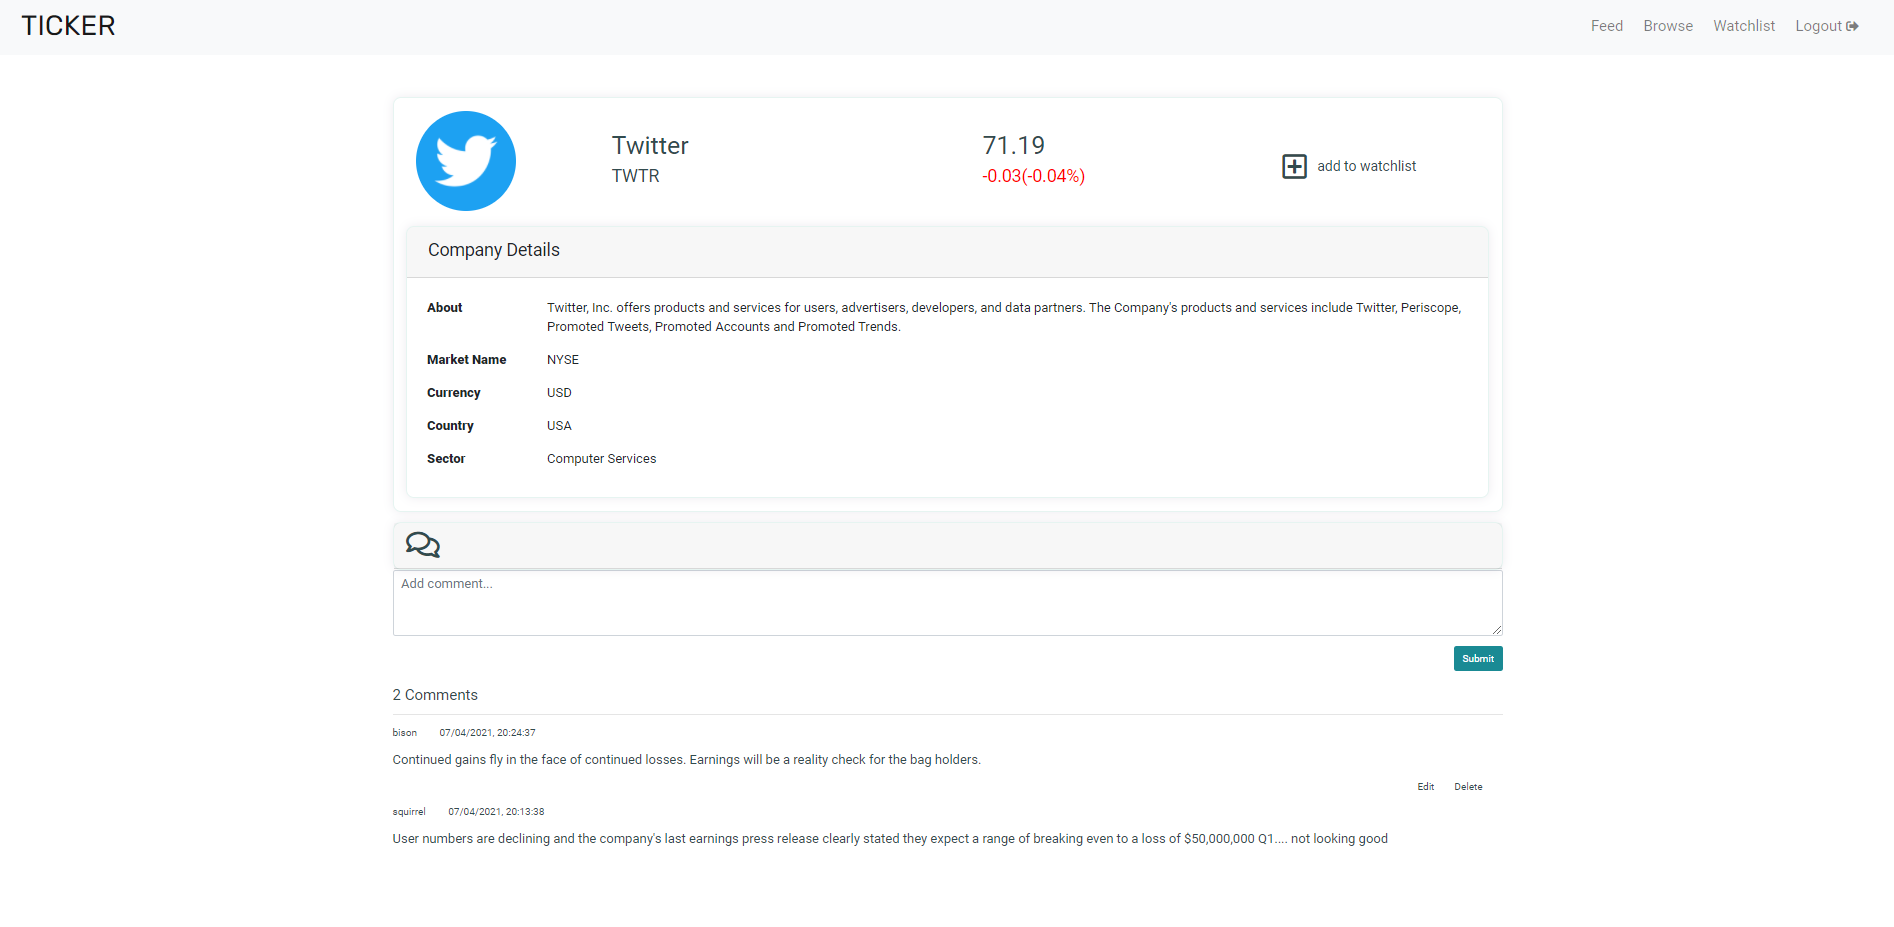 TICKER
Feed Browse Watchlist Logout
Twitter
TWTR
71.19
-0.03(-0.04%)
add to watchlist
Company Details
About
Twitter, Inc. offers products and services for users, advertisers, developers, and data partners. The Company's products and services include Twitter, Periscope,
Promoted Tweets, Promoted Accounts and Promoted Trends.
Market Name NYSE
Currency USD
Country USA
Sector Computer Services
Add comment...
Submit
2 Comments
bison 07/04/2021, 20:24:37
Continued gains fly in the face of continued losses. Earnings will be a reality check for the bag holders.
Edit Delete
squirrel 07/04/2021, 20:13:38
User numbers are declining and the company's last earnings press release clearly stated they expect a range of breaking even to a loss of $50,000,000 Q1.... not looking good